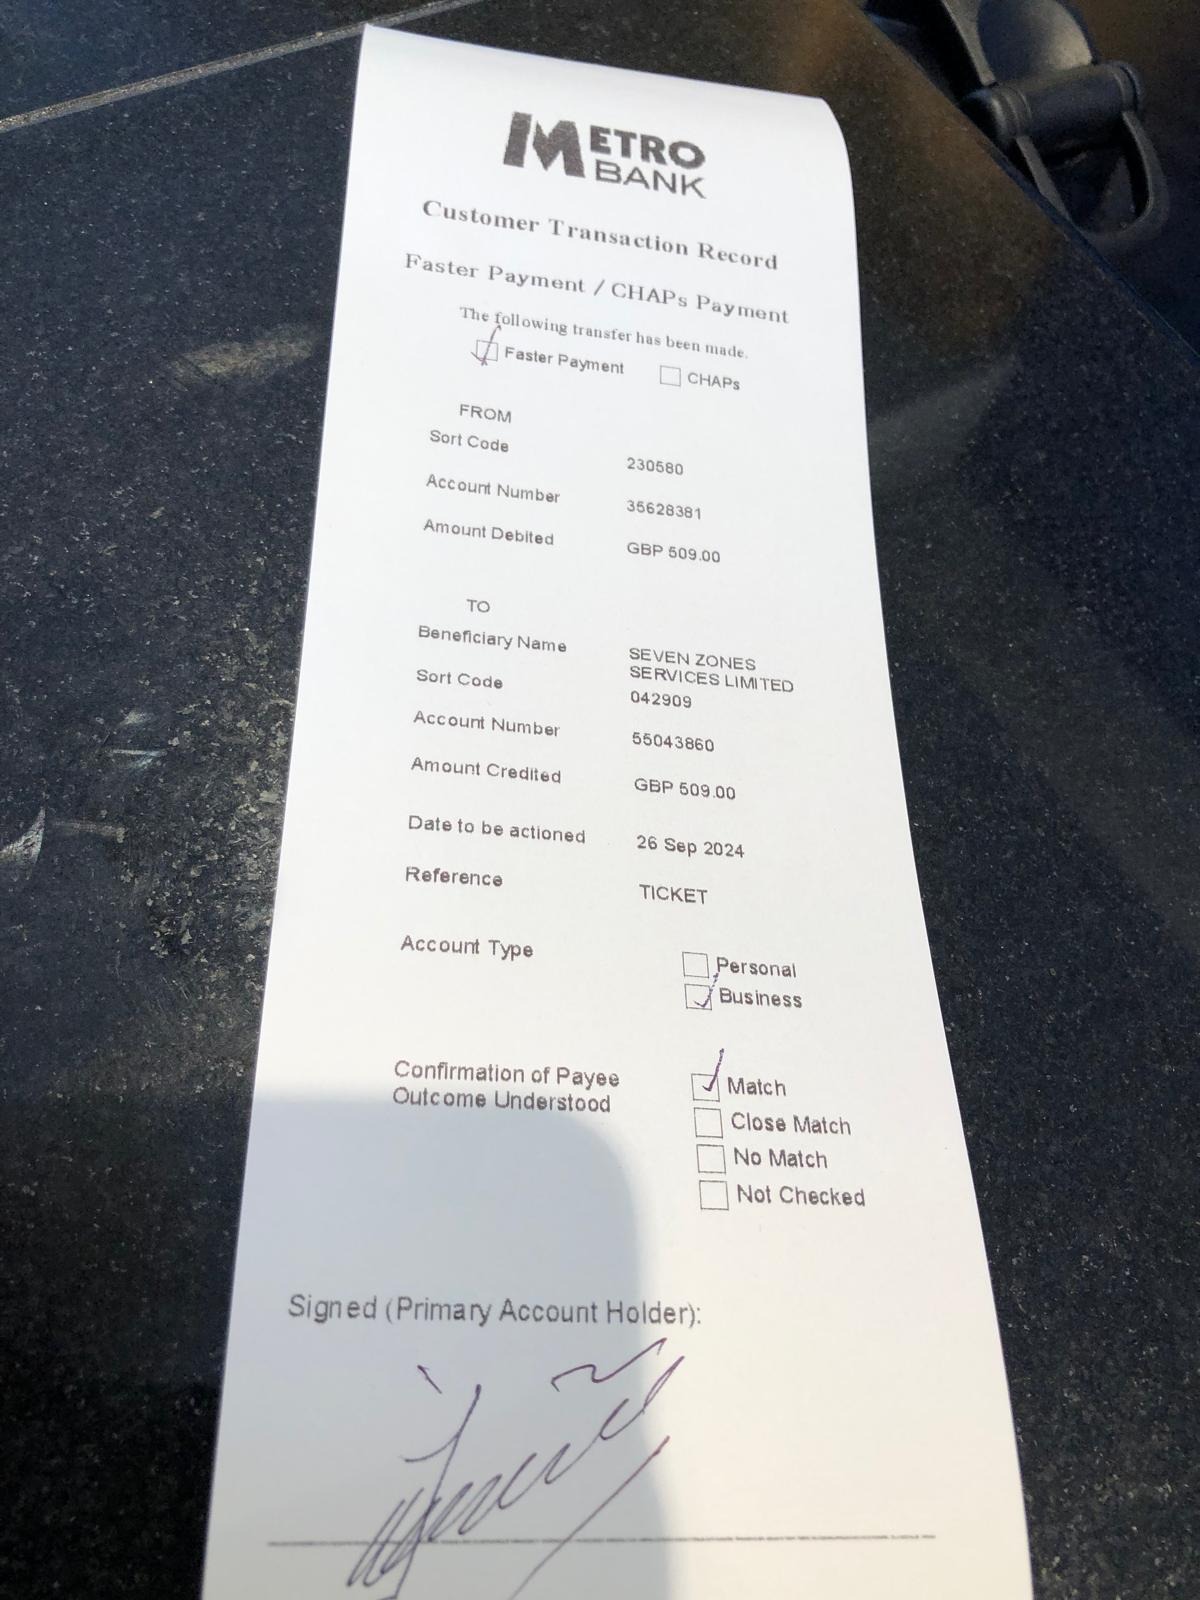 METRO
BANK
Customer Transaction Record
Faster Payment / CHAPs Payment
The following transfer has been made.
Faster Payment CHAPs
FROM
Sort Code 230580
Account Number 35628381
Amount Debited GBP 509.00
TO
Beneficiary Name SEVEN ZONES
SERVICES LIMITED
Sort Code 042909
Account Number 55043860
Amount Credited GBP 509.00
Date to be actioned 26 Sep 2024
Reference TICKET
Account Type Personal
Business
Confirmation of Payee Match
Outcome Understood Close Match
No Match
Not Checked
Signed (Primary Account Holder):